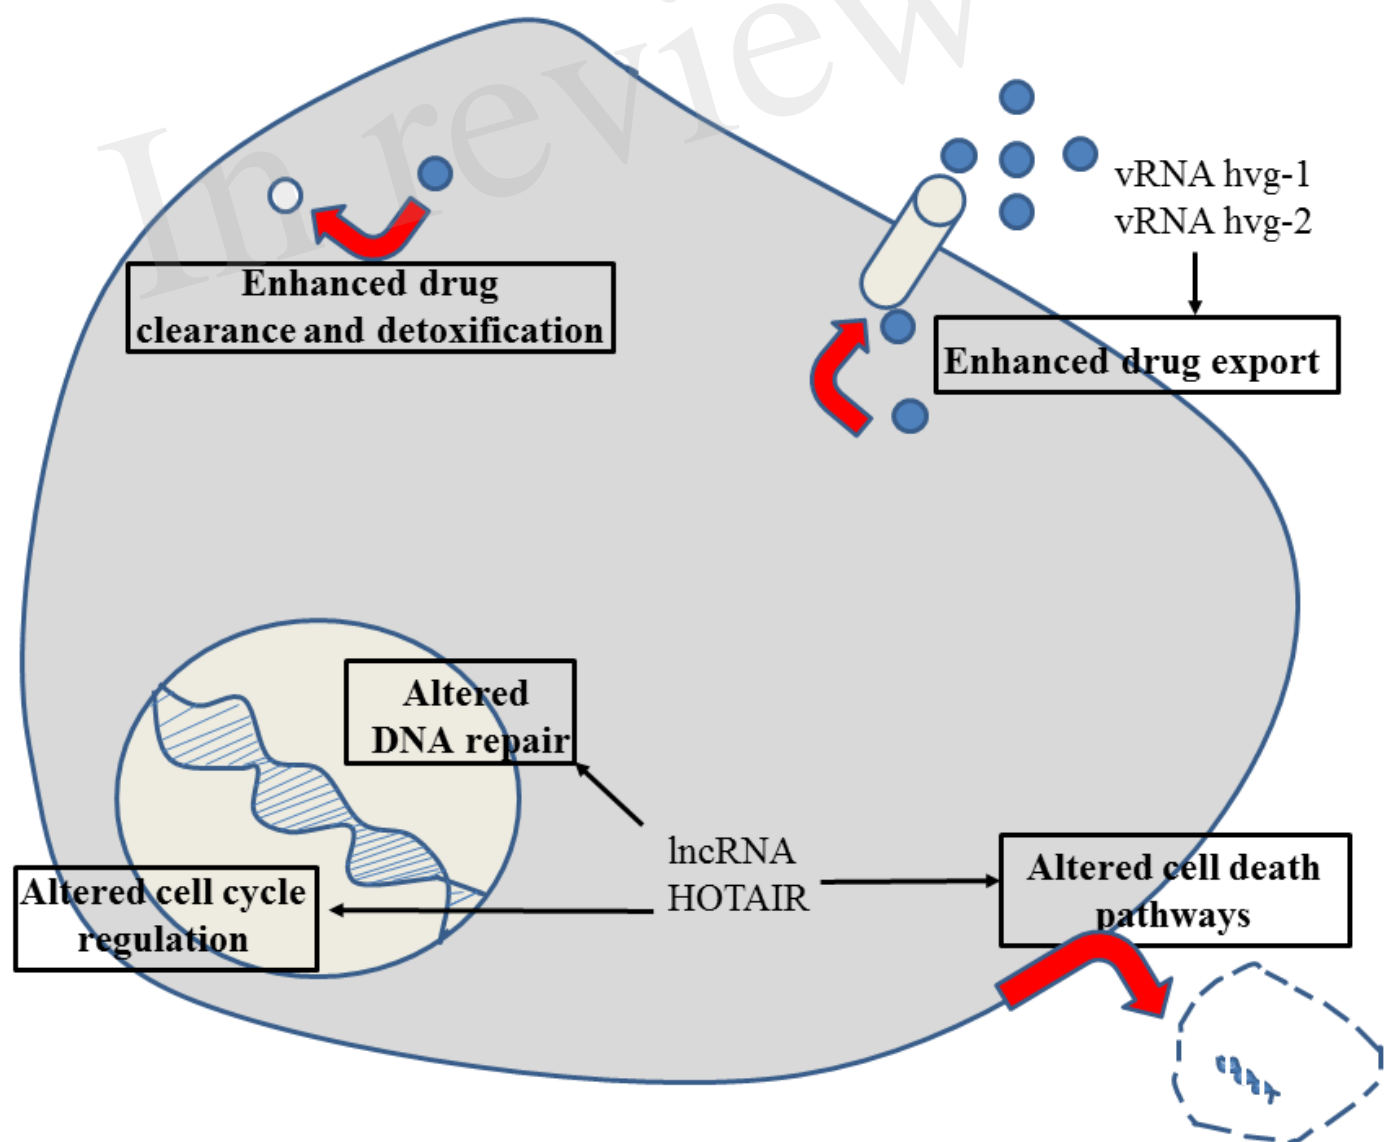 In review
vRNA hvg-1
vRNA hvg-2
Enhanced drug
clearance and detoxification
Enhanced drug export
Altered
DNA repair
lncRNA
HOTAIR
Altered cell cycle
regulation
Altered cell death
pathways